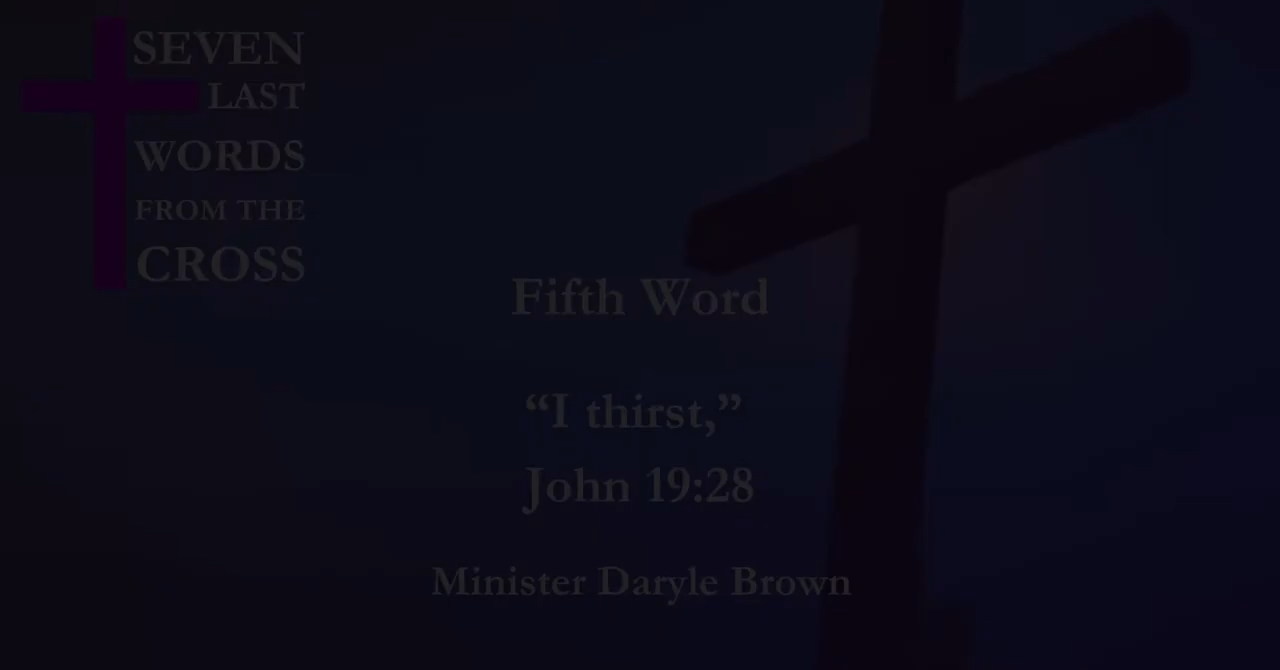 SEVEN
LAST
WORDS
FROM THE
CROSS
Fifth Word
“I thirst,”
John 19:28
Minister Daryle Brown